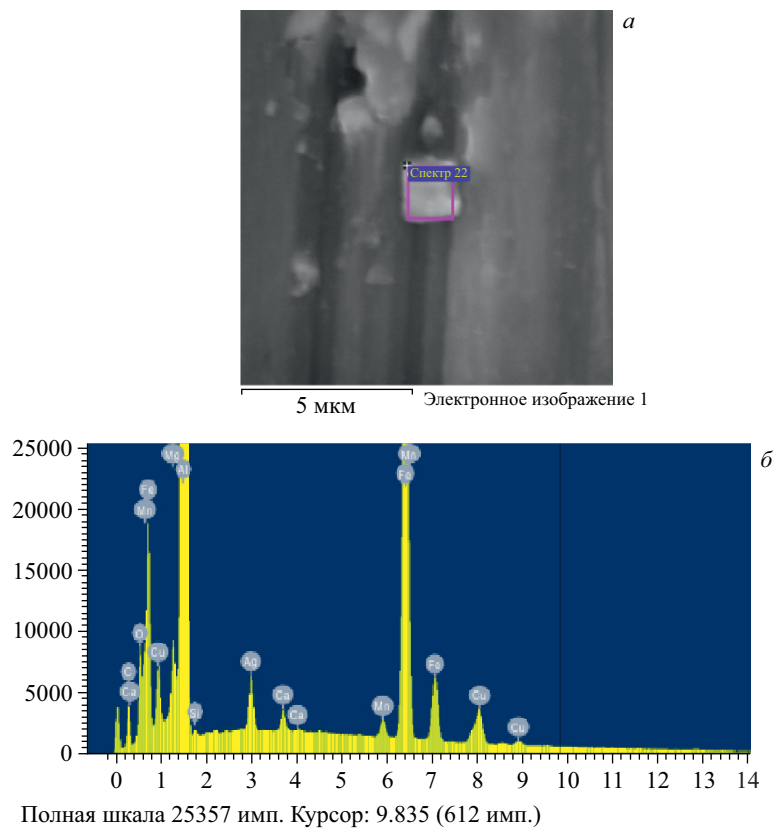 а
Спектр 22
5 мкм
Электронное изображение 1
б
25000
20000
15000
10000
5000
0
Mg
Al
Fe
Mn
O
Cu
C
Ca
Si
Ag
Ca
Ca
Mn
Mn
Fe
Fe
Cu
Cu
0 1 2 3 4 5 6 7 8 9 10 11 12 13 14
Полная шкала 25357 имп. Курсор: 9.835 (612 имп.)